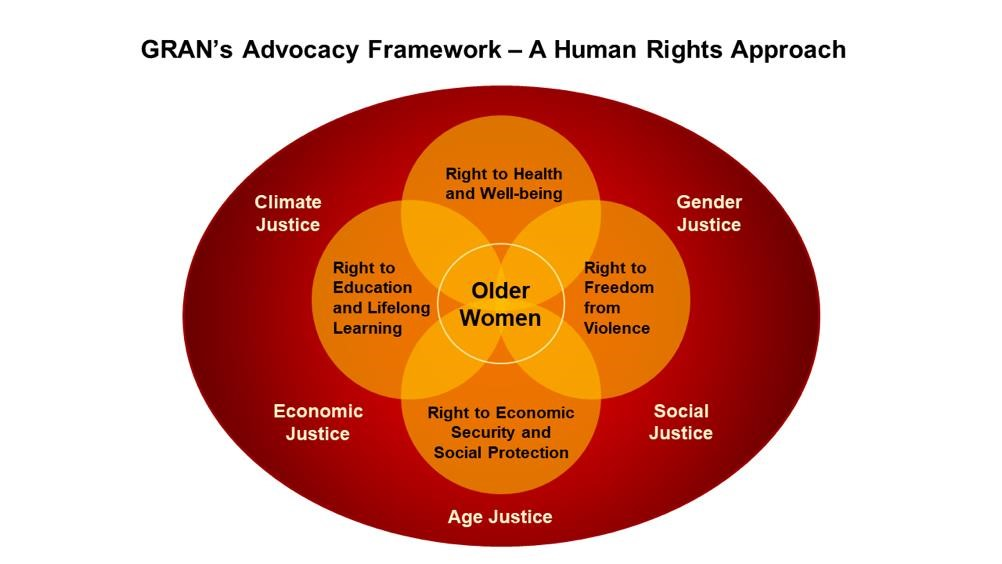 GRAN’s Advocacy Framework – A Human Rights Approach
Right to Health
and Well-being
Climate
Justice
Gender
Justice
Right to
Education
and Lifelong
Learning
Older
Women
Right to
Freedom
from
Violence
Economic
Justice
Right to Economic
Security and
Social Protection
Social
Justice
Age Justice